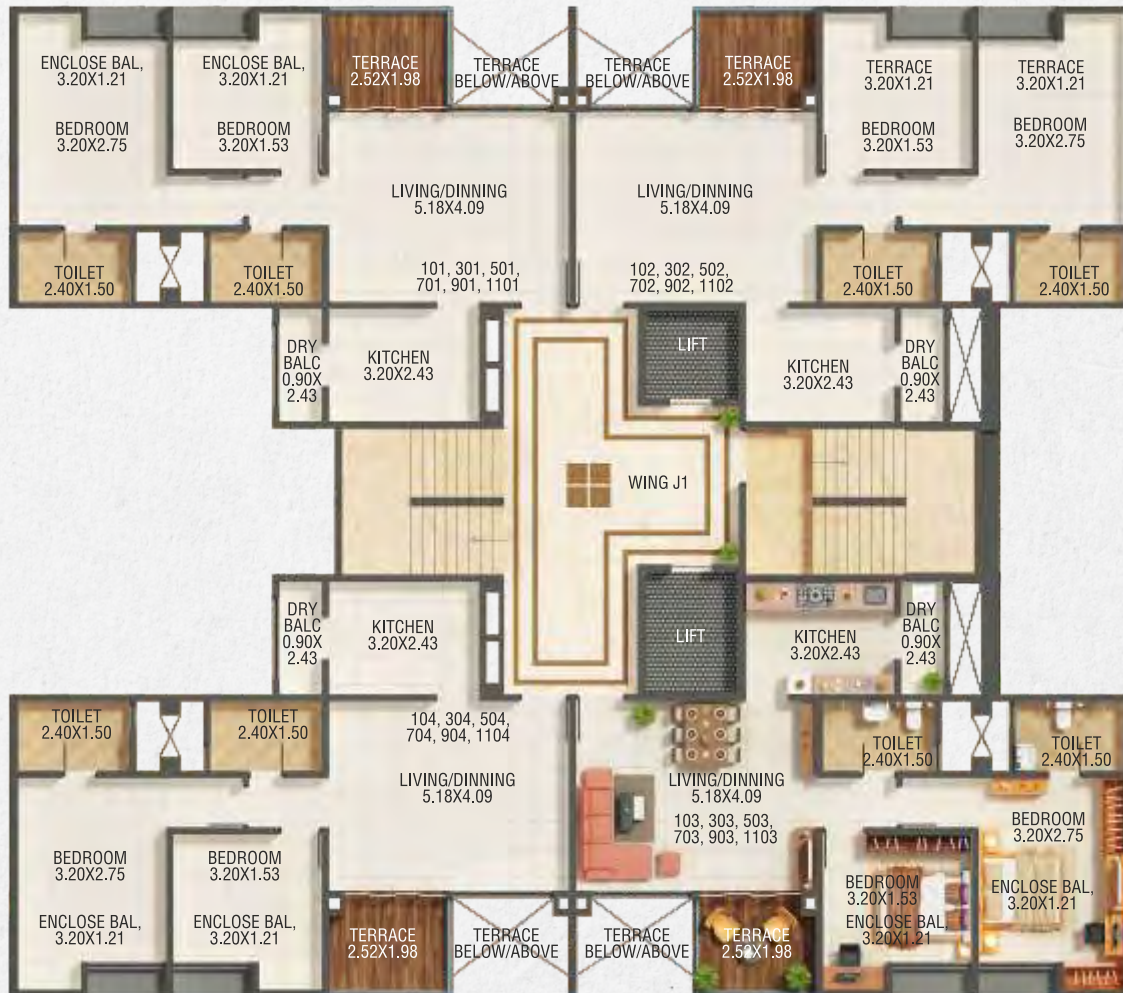 ENCLOSE BAL,
3.20X1.21
BEDROOM
3.20X2.75
ENCLOSE BAL,
3.20X1.21
BEDROOM
3.20X1.53
TERRACE
2.52X1.98
TERRACE
BELOW/ABOVE
TERRACE
BELOW/ABOVE
TERRACE
2.52X1.98
TERRACE
3.20X1.21
BEDROOM
3.20X1.53
TERRACE
3.20X1.21
BEDROOM
3.20X2.75
LIVING/DINNING
5.18X4.09
LIVING/DINNING
5.18X4.09
TOILET
2.40X1.50
TOILET
2.40X1.50
101, 301, 501,
701, 901, 1101
102, 302, 502,
702, 902, 1102
TOILET
2.40X1.50
TOILET
2.40X1.50
DRY
BALC
0.90X
2.43
KITCHEN
3.20X2.43
LIFT
KITCHEN
3.20X2.43
DRY
BALC
0.90X
2.43
WING J1
DRY
BALC
0.90X
2.43
KITCHEN
3.20X2.43
LIFT
KITCHEN
3.20X2.43
DRY
BALC
0.90X
2.43
TOILET
2.40X1.50
TOILET
2.40X1.50
104, 304, 504,
704, 904, 1104
LIVING/DINNING
5.18X4.09
LIVING/DINNING
5.18X4.09
103, 303, 503,
703, 903, 1103
TOILET
2.40X1.50
TOILET
2.40X1.50
BEDROOM
3.20X2.75
ENCLOSE BAL,
3.20X1.21
BEDROOM
3.20X1.53
ENCLOSE BAL,
3.20X1.21
TERRACE
2.52X1.98
TERRACE
BELOW/ABOVE
TERRACE
BELOW/ABOVE
TERRACE
2.52X1.98
BEDROOM
3.20X1.53
ENCLOSE BAL,
3.20X1.21
BEDROOM
3.20X2.75
ENCLOSE BAL,
3.20X1.21